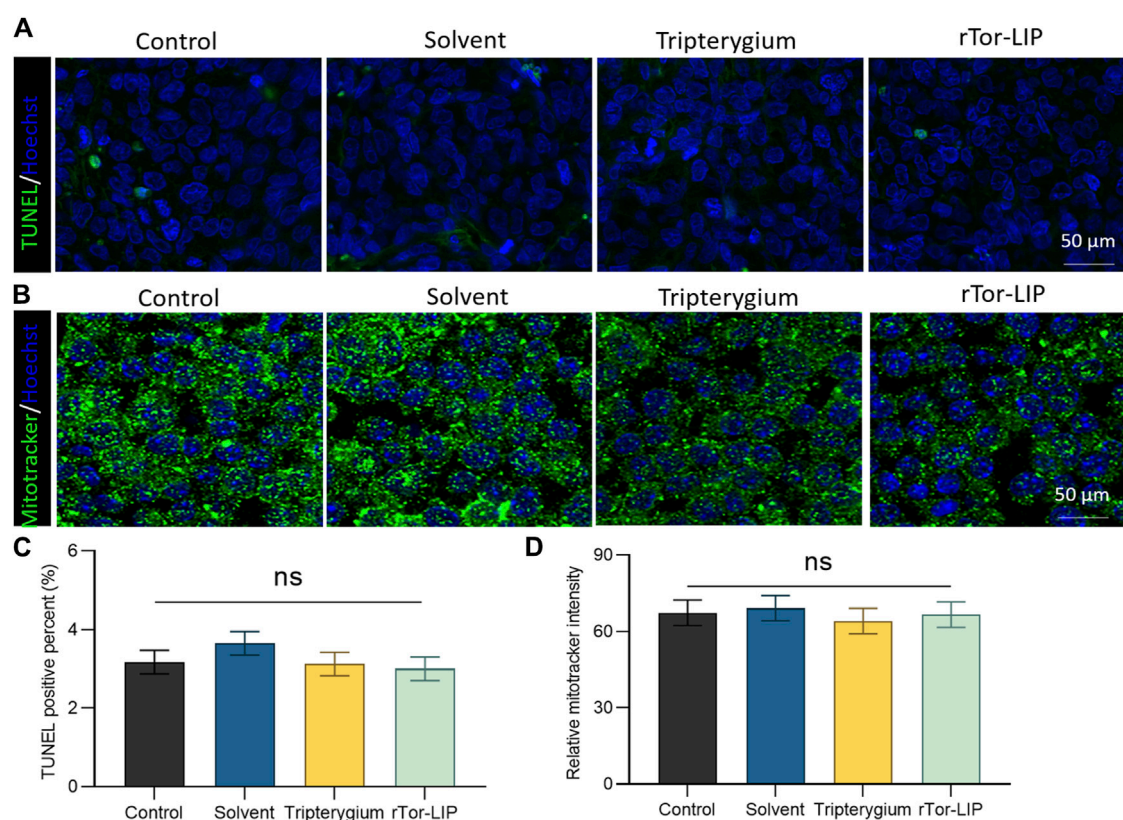 A
Control
Solvent
Tripterygium
rTor-LIP
TUNEL/Hoechst
50 µm
B
Control
Solvent
Tripterygium
rTor-LIP
Mitotracker/Hoechst
50 µm
C
TUNEL positive percent (%)
6
4
2
0
ns
Control
Solvent
Tripterygium
rTor-LIP
D
Relative mitotracker intensity
90
60
30
0
ns
Control
Solvent
Tripterygium
rTor-LIP